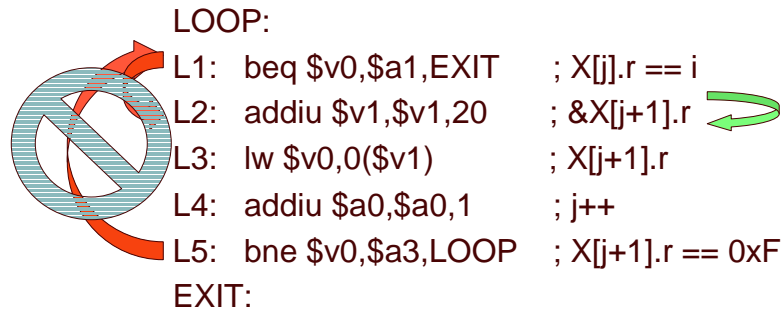 LOOP:
L1: beq $v0,$a1,EXIT ; X[j].r == i
L2: addiu $v1,$v1,20 ; &X[j+1].r
L3: lw $v0,0($v1) ; X[j+1].r
L4: addiu $a0,$a0,1 ; j++
L5: bne $v0,$a3,LOOP ; X[j+1].r == 0xF
EXIT: